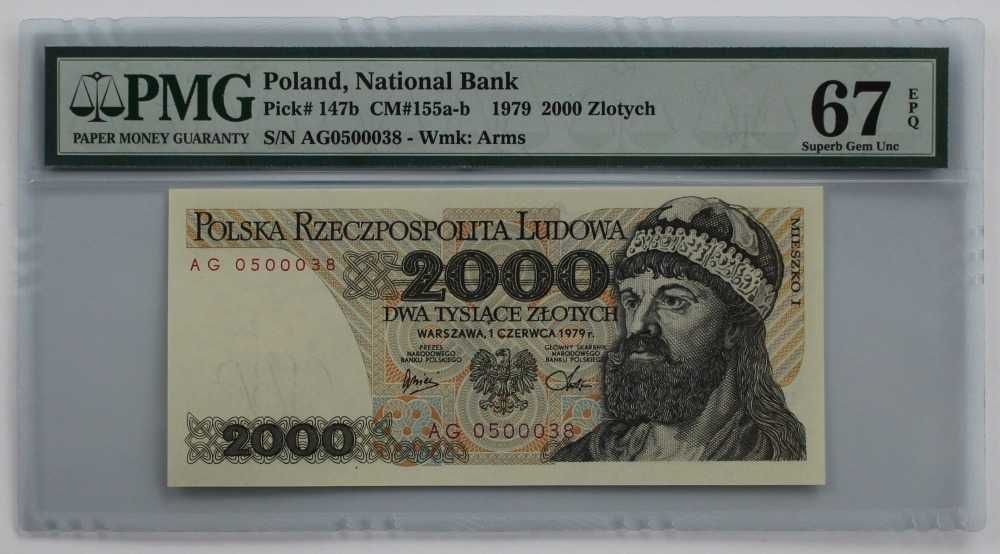 PMG
PAPER MONEY GUARANTY
Poland, National Bank
Pick# 147b CM#155a-b 1979 2000 Zlotych
S/N AG0500038 - Wmk: Arms
67
EPQ
Superb Gem Unc
POLSKA RZECZPOSPOLITA LUDOWA
AG 0500038
2000
DWA TYSIĄCE ZŁOTYCH
WARSZAWA, 1 CZERWCA 1979 r.
PREZES
NARODOWEGO
BANKU POLSKIEGO
GŁÓWNY SKARBNIK
NARODOWEGO
BANKU POLSKIEGO
MIESZKO I
2000
AG 0500038